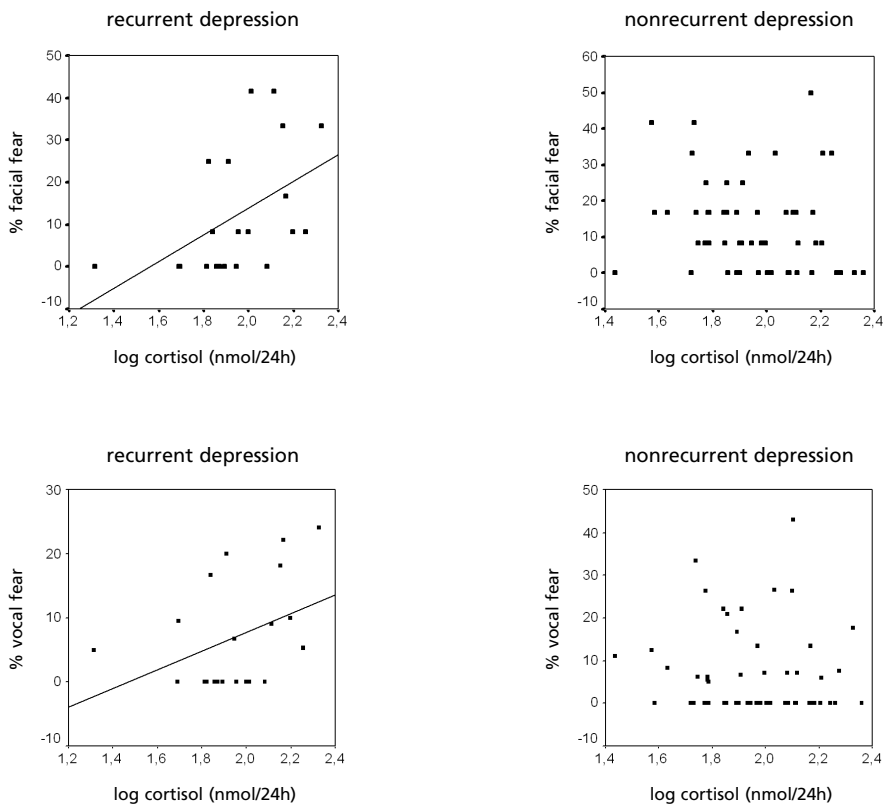 recurrent depression
50
40
30
20
10
0
-10
% facial fear
1,2 1,4 1,6 1,8 2,0 2,2 2,4
log cortisol (nmol/24h)
nonrecurrent depression
60
50
40
30
20
10
0
-10
% facial fear
1,4 1,6 1,8 2,0 2,2 2,4
log cortisol (nmol/24h)
recurrent depression
30
20
10
0
-10
% vocal fear
1,2 1,4 1,6 1,8 2,0 2,2 2,4
log cortisol (nmol/24h)
nonrecurrent depression
50
40
30
20
10
0
-10
% vocal fear
1,4 1,6 1,8 2,0 2,2 2,4
log cortisol (nmol/24h)